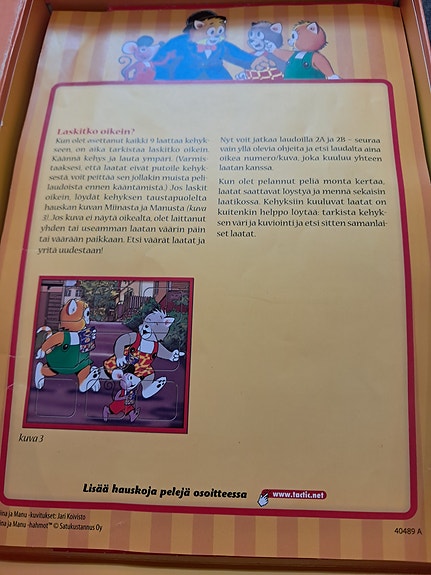 Laskitko oikein?
Kun olet asettanut kaikki 9 laattaa kehyk-
seen, on aika tarkistaa laskitko oikein.
Käännä kehys ja lauta ympäri. (Varmis-
taaksesi, etteivät laatat putoile kehyk-
sestä, voit peittää sen jollakin muista peli-
laudoista ennen kääntämistä.) Jos laskit
oikein, löydät kehyksen taustapuolelta
hauskan kuvan Miinasta ja Manusta (kuva
3). Jos kuva ei näytä oikealta, olet laittanut
yhden tai useamman laatan väärin päin
tai väärään paikkaan. Etsi väärät laatat ja
yritä uudestaan!
Nyt voit jatkaa laudoilla 2A ja 2B – seuraa
vain yllä olevia ohjeita ja etsi laudalta aina
oikea numero/kuva, joka kuuluu yhteen
laatan kanssa.
Kun olet pelannut peliä monta kertaa,
laatat saattavat löystyä ja mennä sekaisin
laatikossa. Kehyksiin kuuluvat laatat on
kuitenkin helppo löytää: tarkista kehyk-
sen väri ja kuviointi ja etsi sitten samanlai-
set laatat.
kuva 3
Lisää hauskoja pelejä osoitteessa
www.tactic.net
ina ja Manu -kuvitukset: Jari Koivisto
ina ja Manu -hahmot™ © Satukustannus Oy
40489 A